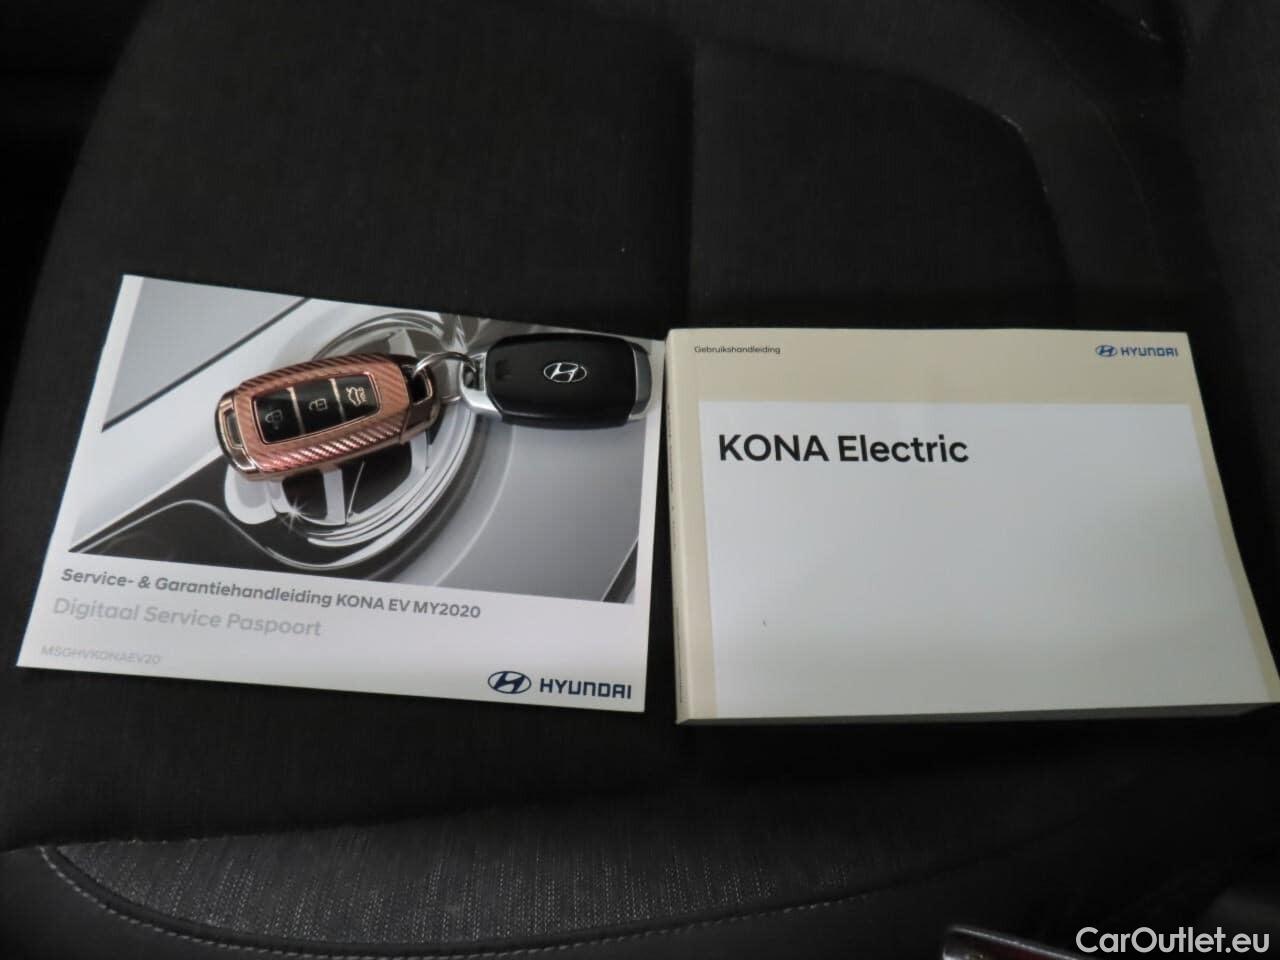 Service- & Garantiehandleiding KONA EV MY2020
Digitaal Service Paspoort
MSGHVKONAEV20
HYUNDAI
Gebruikshandleiding
HYUNDAI
KONA Electric
CarOutlet.eu